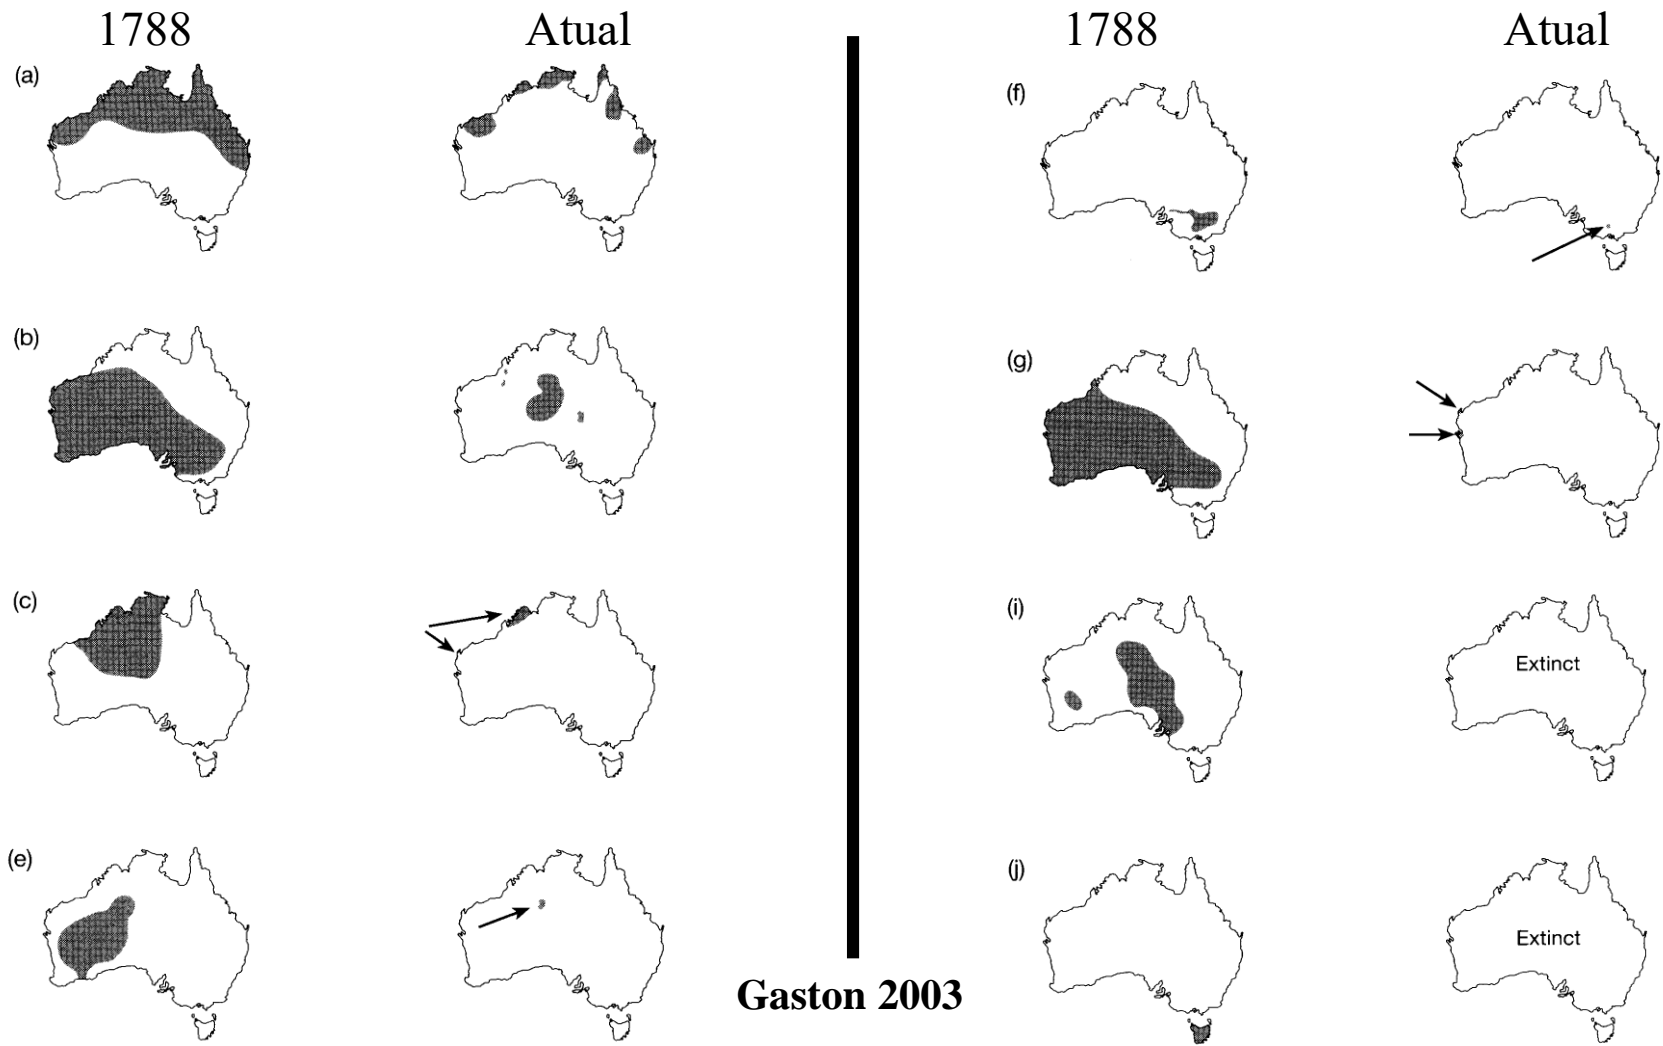 1788
Atual
1788
Atual
(a)
(f)
(b)
(g)
(c)
(i)
Extinct
(e)
(j)
Extinct
Gaston 2003